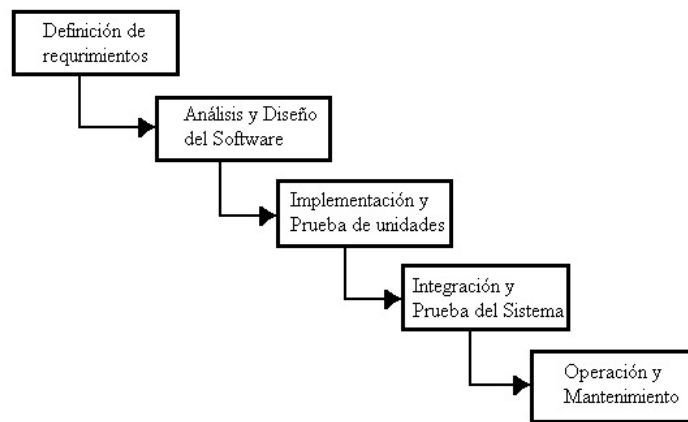 Definición de
requrimientos
Análisis y Diseño
del Software
Implementación y
Prueba de unidades
Integración y
Prueba del Sistema
Operación y
Mantenimiento